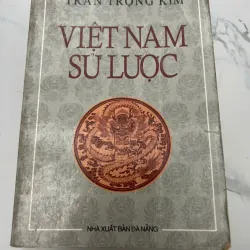 TRẦN TRỌNG KIM
VIỆT NAM
SỬ LƯỢC
NHÀ XUẤT BẢN ĐÀ NẴNG